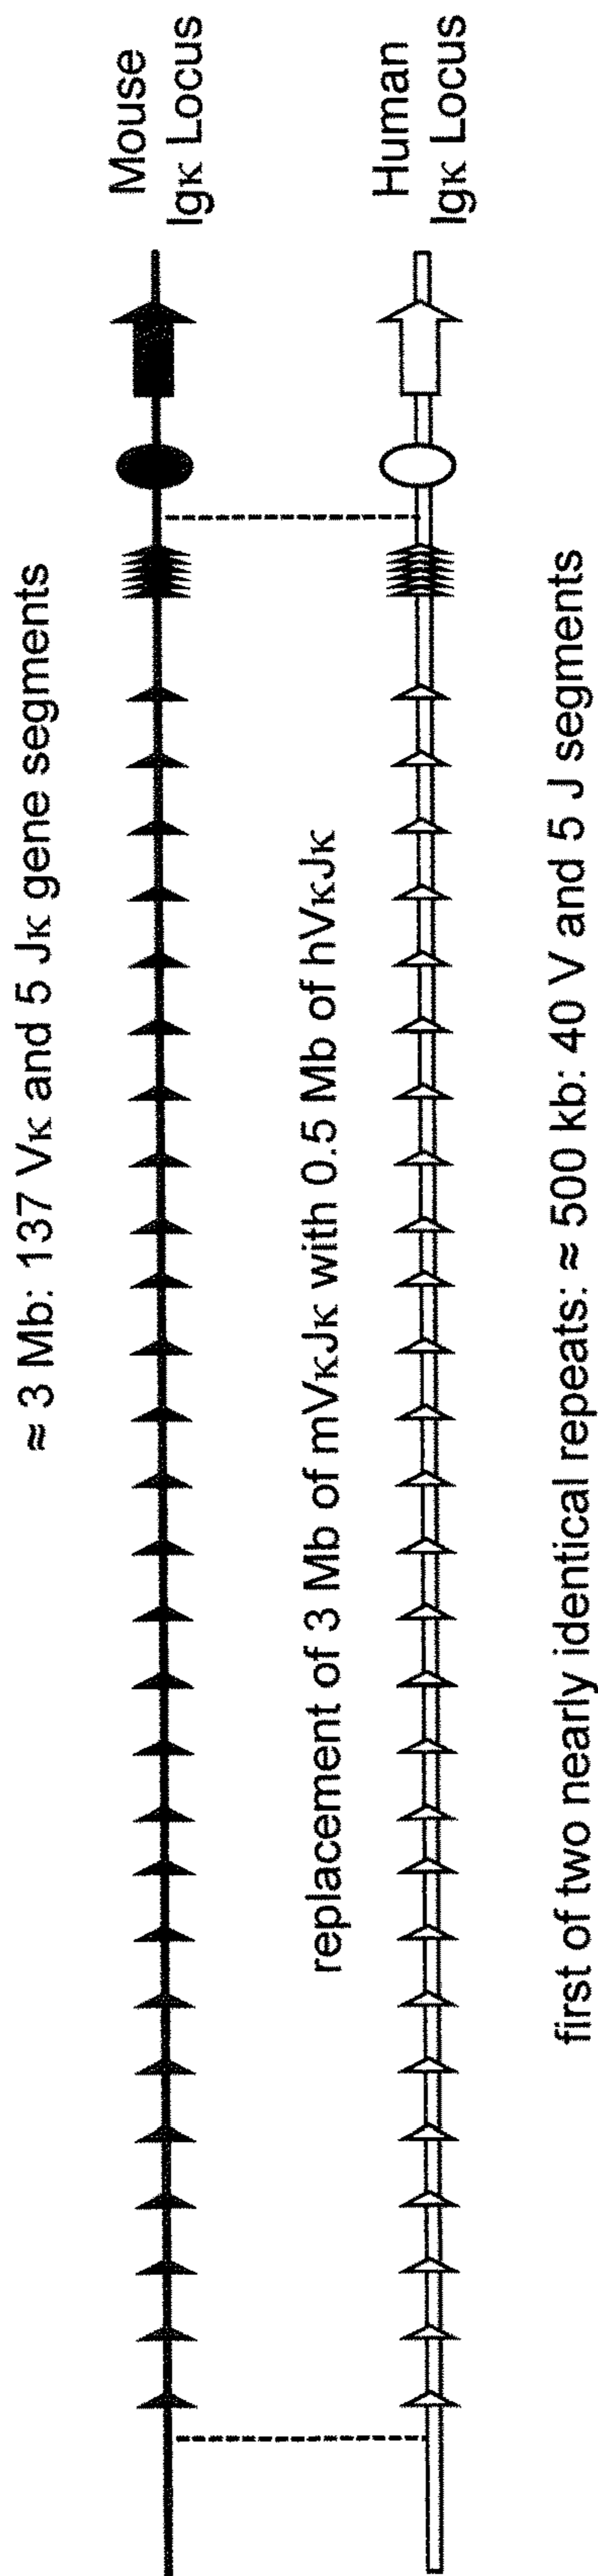 ≈ 3 Mb: 137 Vκ and 5 Jκ gene segments
Mouse
Igκ Locus
replacement of 3 Mb of mVκJκ with 0.5 Mb of hVκJκ
Human
Igκ Locus
first of two nearly identical repeats: ≈ 500 kb: 40 V and 5 J segments